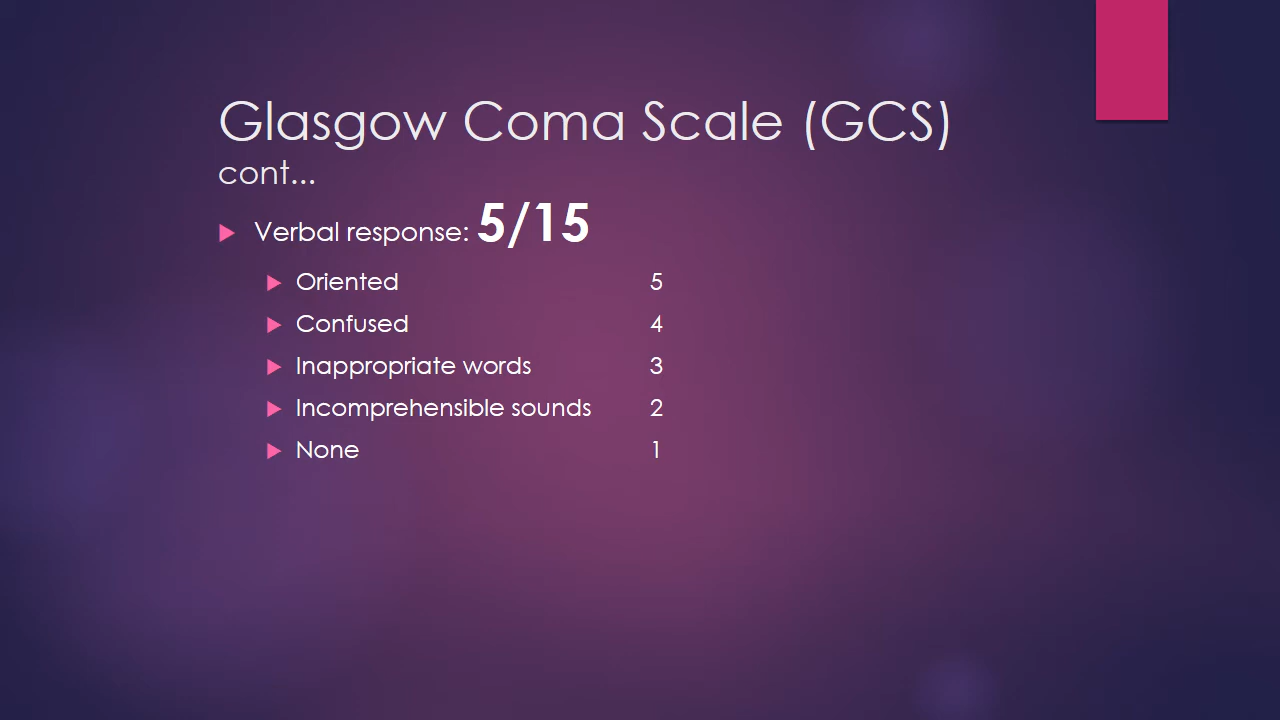 Glasgow Coma Scale (GCS)
cont...
Verbal response: 5/15
Oriented 5
Confused 4
Inappropriate words 3
Incomprehensible sounds 2
None 1